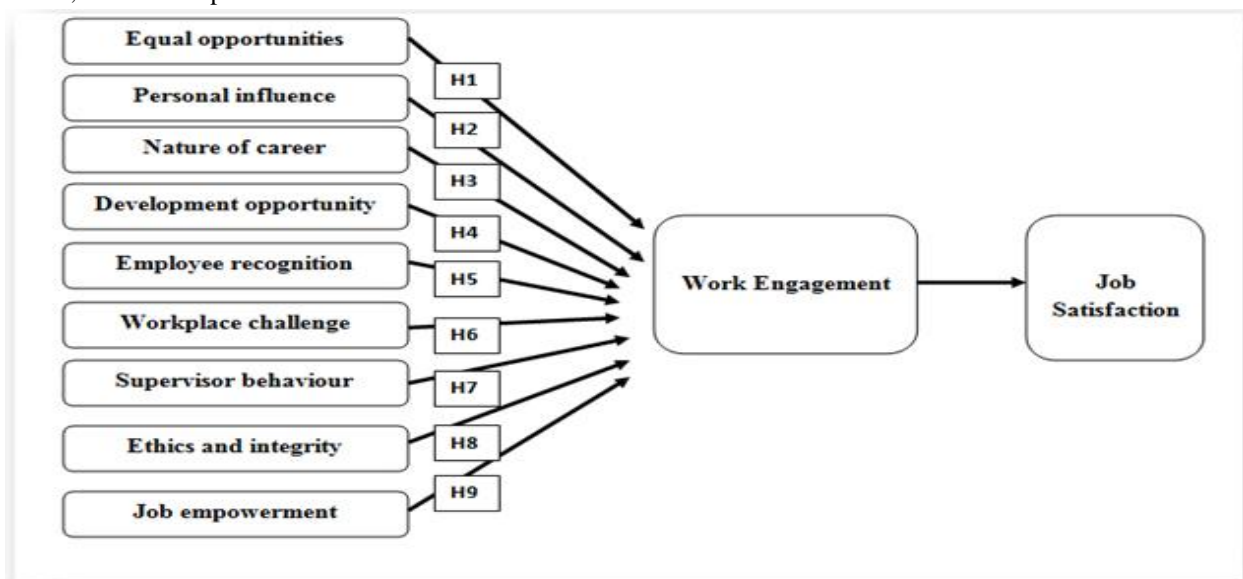 Equal opportunities
H1
Personal influence
H2
Nature of career
H3
Development opportunity
H4
Employee recognition
H5
Workplace challenge
H6
Supervisor behaviour
H7
Ethics and integrity
H8
Job empowerment
H9
Work Engagement
Job
Satisfaction